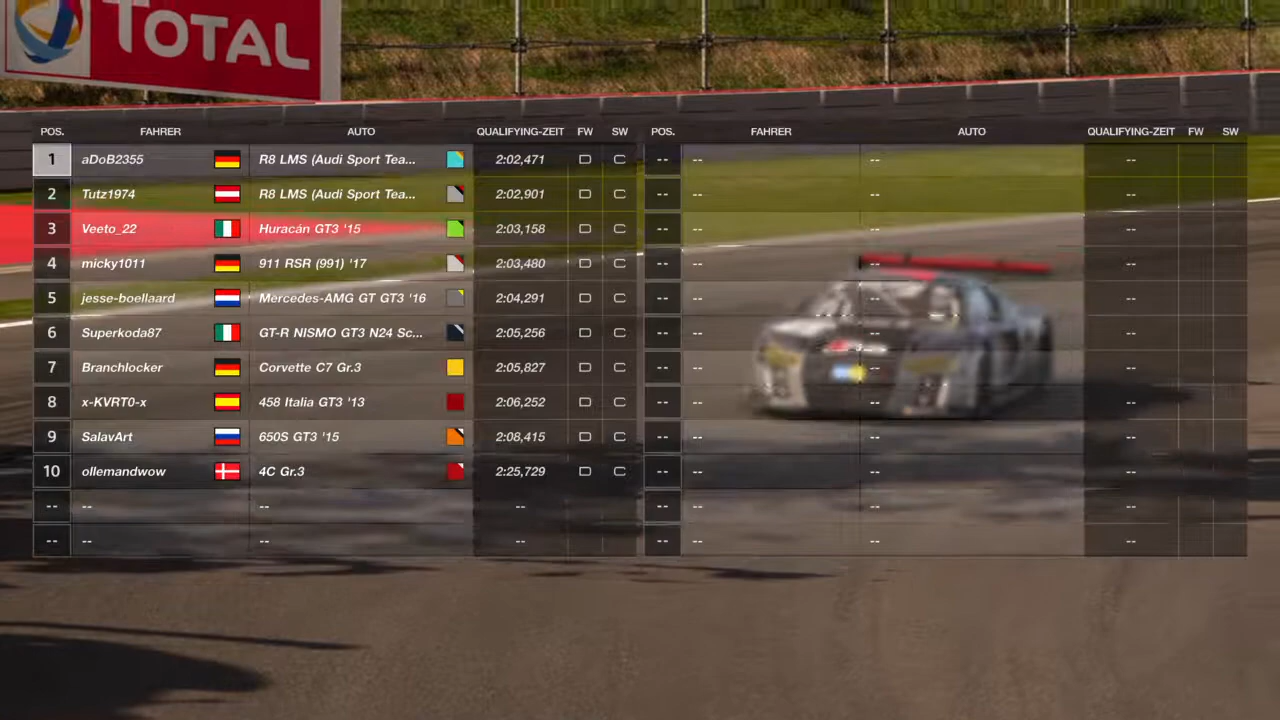 TOTAL
POS. FAHRER AUTO QUALIFYING-ZEIT FW SW POS. FAHRER AUTO QUALIFYING-ZEIT FW SW
1 aDoB2355 R8 LMS (Audi Sport Tea... 2:02,471 D C -- -- -- --
2 Tutz1974 R8 LMS (Audi Sport Tea... 2:02,901 D C -- -- -- --
3 Veeto_22 Huracán GT3 '15 2:03,158 D C -- -- -- --
4 micky1011 911 RSR (991) '17 2:03,480 D C -- -- -- --
5 jesse-boellaard Mercedes-AMG GT GT3 '16 2:04,291 D C -- -- -- --
6 Superkoda87 GT-R NISMO GT3 N24 Sc... 2:05,256 D C -- -- -- --
7 Branchlocker Corvette C7 Gr.3 2:05,827 D C -- -- -- --
8 x-KVRT0-x 458 Italia GT3 '13 2:06,252 D C -- -- -- --
9 SalavArt 650S GT3 '15 2:08,415 D C -- -- -- --
10 ollemandwow 4C Gr.3 2:25,729 D C -- -- -- --
-- -- -- -- -- -- -- --
-- -- -- -- -- -- -- --